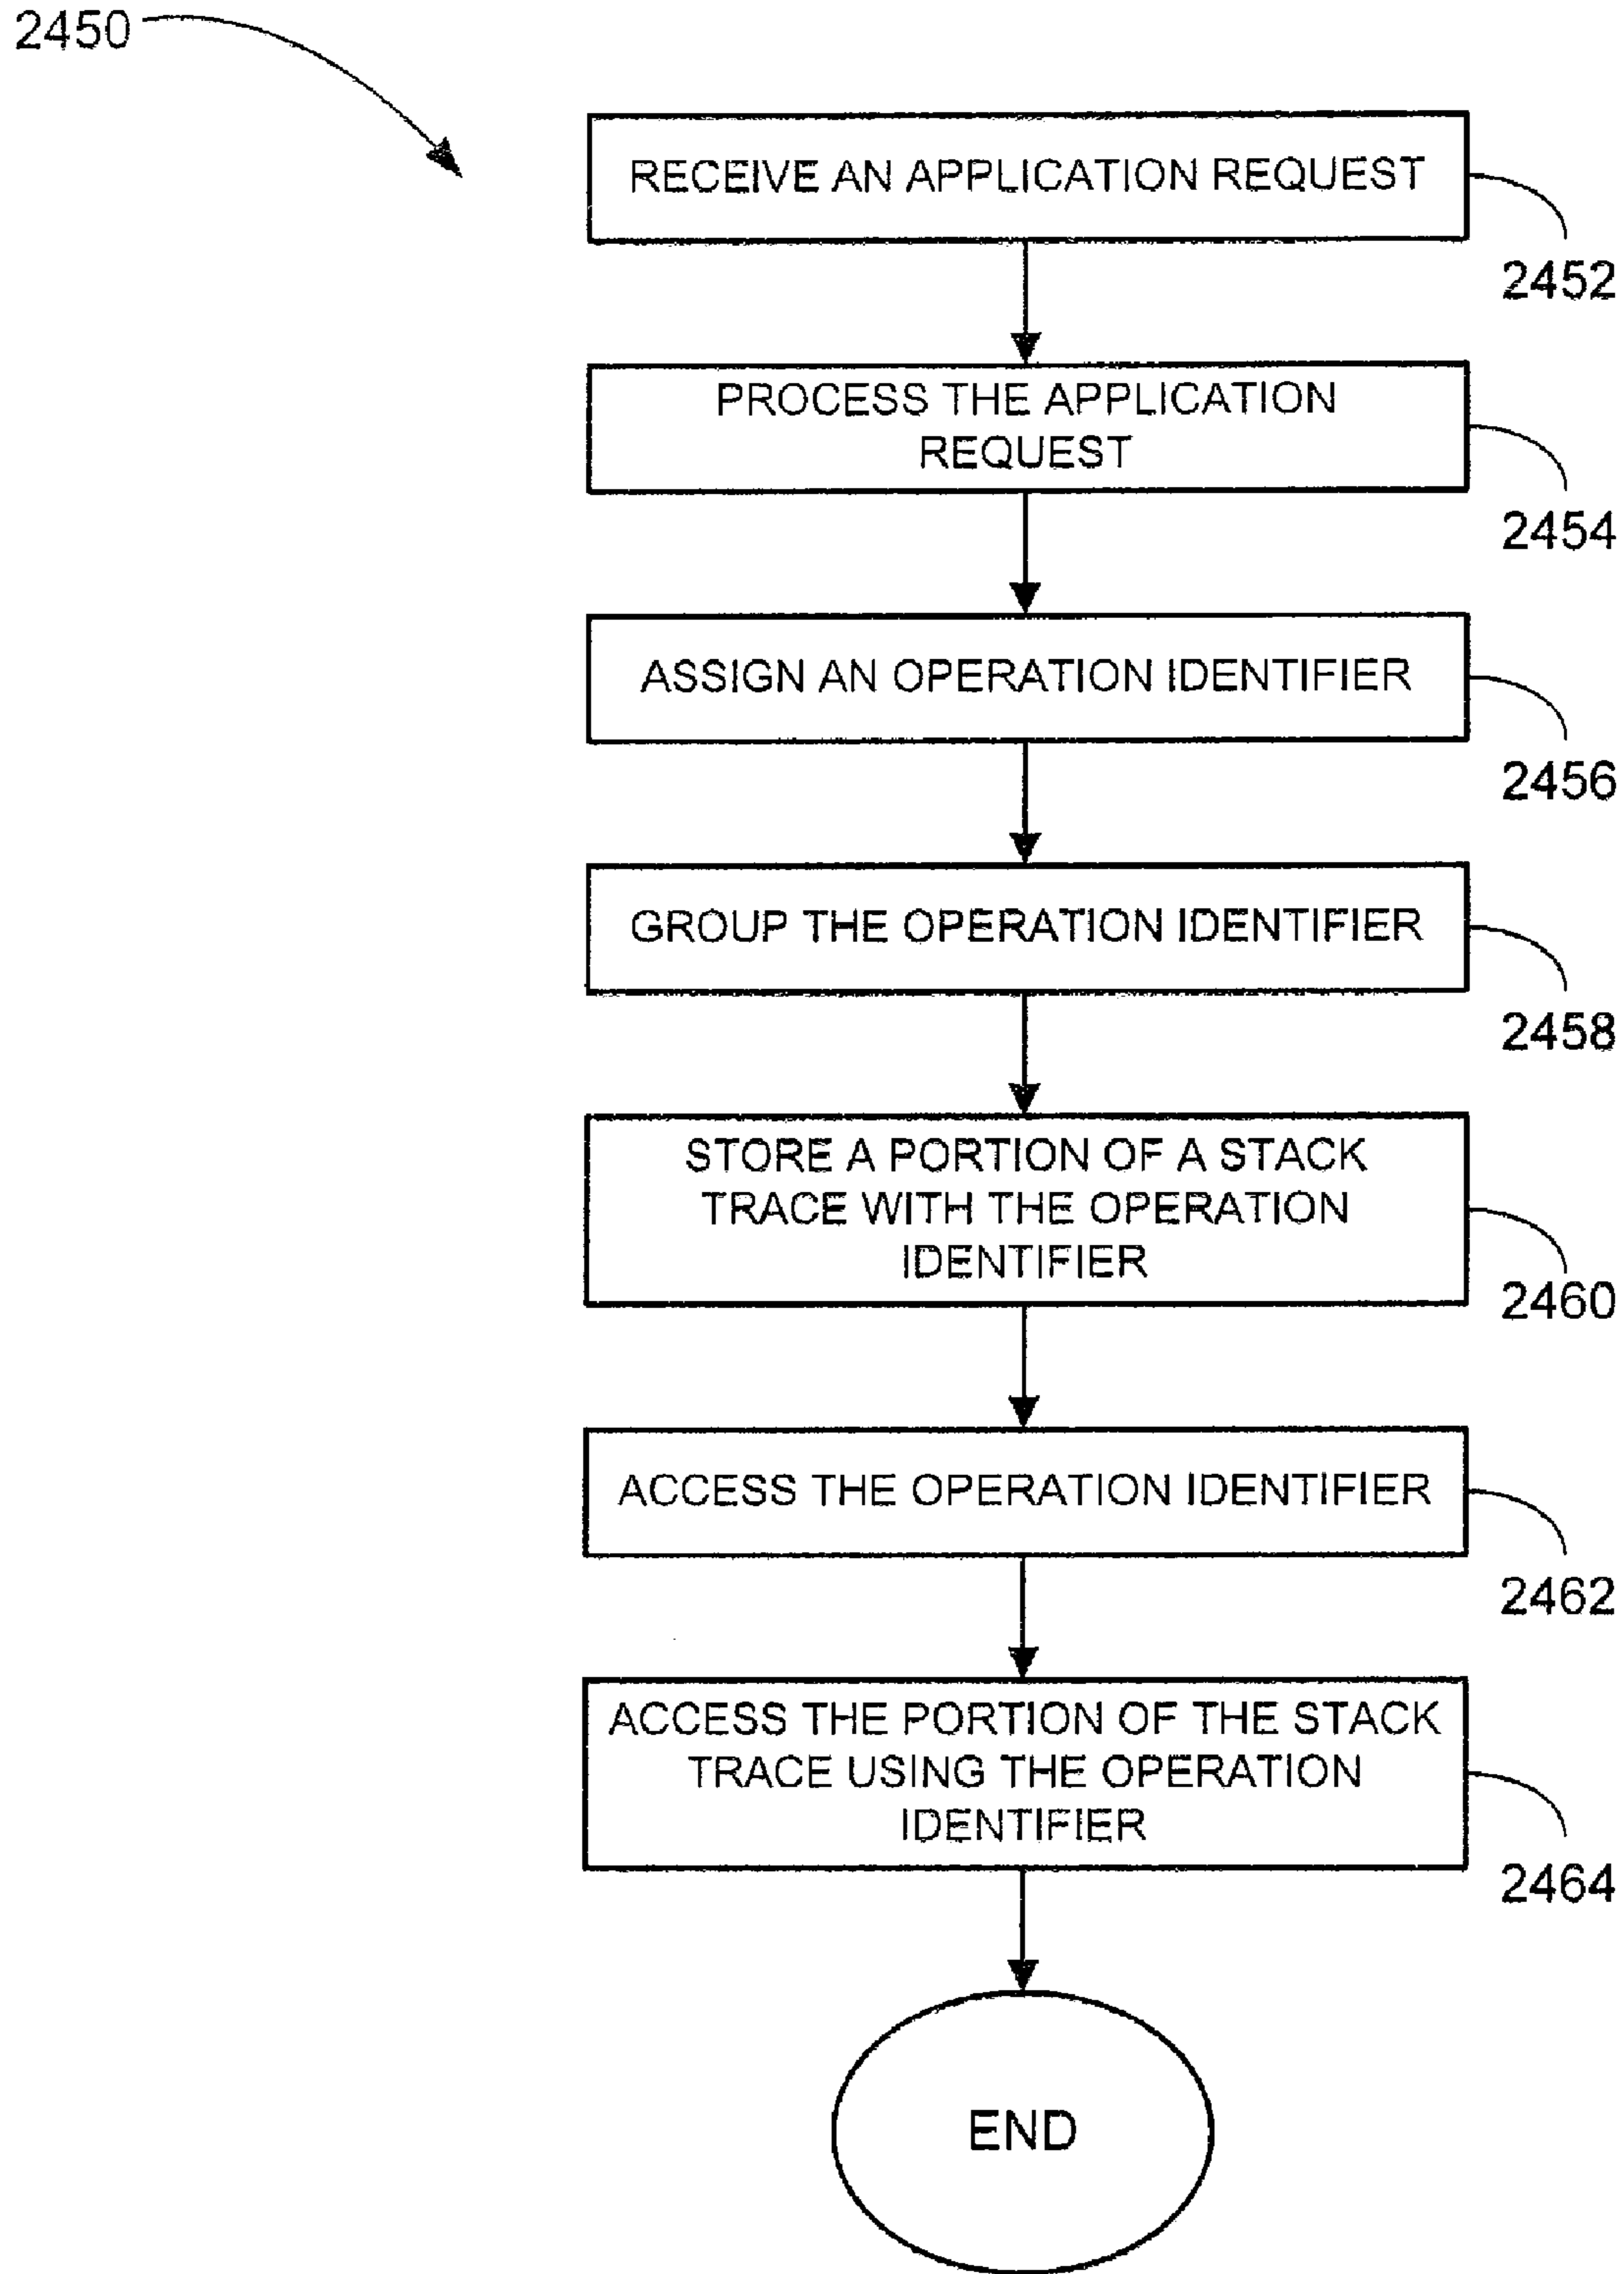 2450
RECEIVE AN APPLICATION REQUEST
2452
PROCESS THE APPLICATION
REQUEST
2454
ASSIGN AN OPERATION IDENTIFIER
2456
GROUP THE OPERATION IDENTIFIER
2458
STORE A PORTION OF A STACK
TRACE WITH THE OPERATION
IDENTIFIER
2460
ACCESS THE OPERATION IDENTIFIER
2462
ACCESS THE PORTION OF THE STACK
TRACE USING THE OPERATION
IDENTIFIER
2464
END